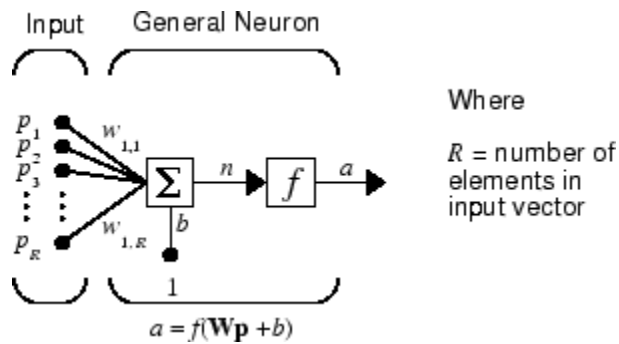 Input General Neuron
p1
p2
p3
pR
w1,1
w1,R
Σ
n
f
a
b
1
a = f(Wp +b)
Where
R = number of
elements in
input vector